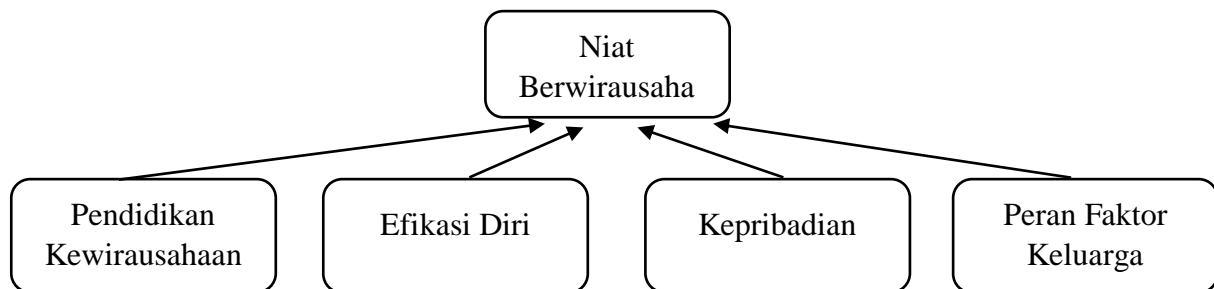 Niat
Berwirausaha
Pendidikan
Kewirausahaan
Efikasi Diri
Kepribadian
Peran Faktor
Keluarga